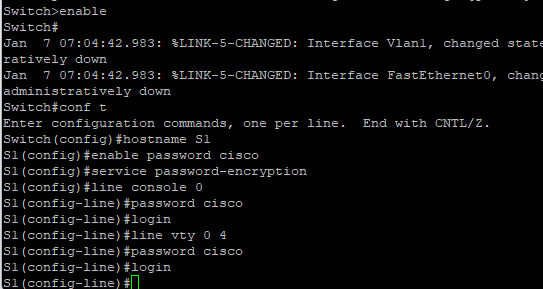 Switch>enable
Switch#
Jan  7 07:04:42.983: %LINK-5-CHANGED: Interface Vlan1, changed state
ratively down
Jan  7 07:04:42.983: %LINK-5-CHANGED: Interface FastEthernet0, chang
administratively down
Switch#conf t
Enter configuration commands, one per line.  End with CNTL/Z.
Switch(config)#hostname S1
S1(config)#enable password cisco
S1(config)#service password-encryption
S1(config)#line console 0
S1(config-line)#password cisco
S1(config-line)#login
S1(config-line)#line vty 0 4
S1(config-line)#password cisco
S1(config-line)#login
S1(config-line)#